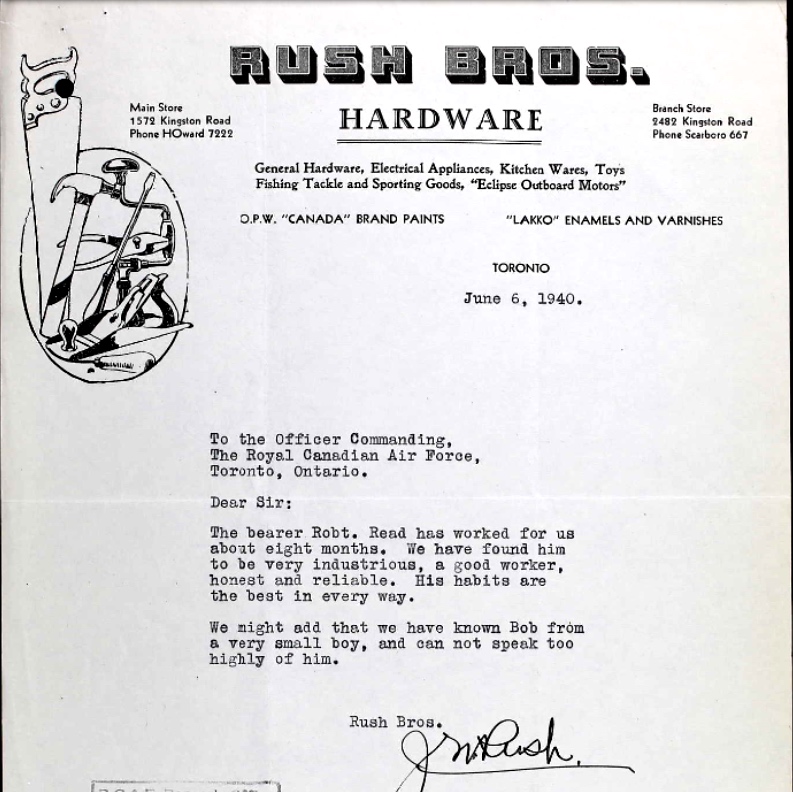 RUSH BROS.
HARDWARE
Main Store
1572 Kingston Road
Phone HOward 7222
Branch Store
2482 Kingston Road
Phone Scarboro 667
General Hardware, Electrical Appliances, Kitchen Wares, Toys
Fishing Tackle and Sporting Goods, "Eclipse Outboard Motors"
O.P.W. "CANADA" BRAND PAINTS
"LAKKO" ENAMELS AND VARNISHES
TORONTO
June 6, 1940.
To the Officer Commanding,
The Royal Canadian Air Force,
Toronto, Ontario.
Dear Sir:
The bearer Robt. Read has worked for us
about eight months. We have found him
to be very industrious, a good worker,
honest and reliable. His habits are
the best in every way.
We might add that we have known Bob from
a very small boy, and can not speak too
highly of him.
Rush Bros.
Rush.